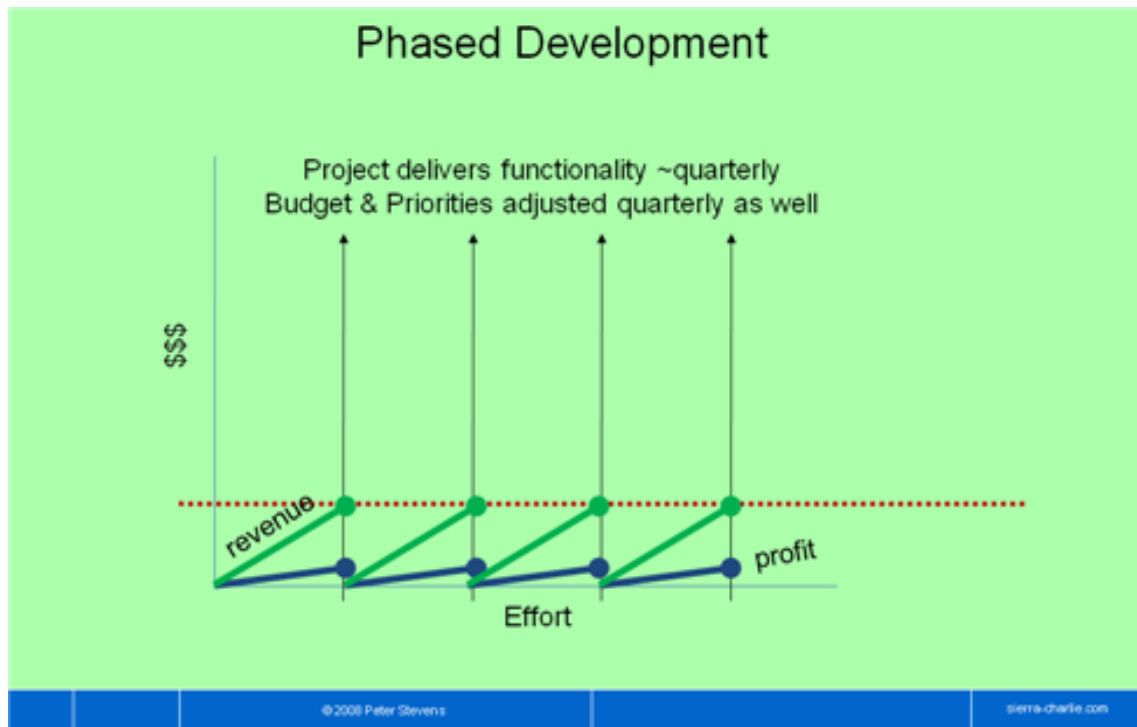 Phased Development
Project delivers functionality ~quarterly
Budget & Priorities adjusted quarterly as well
$$$
revenue
profit
Effort
© 2008 Peter Stevens
sierra-charlie.com